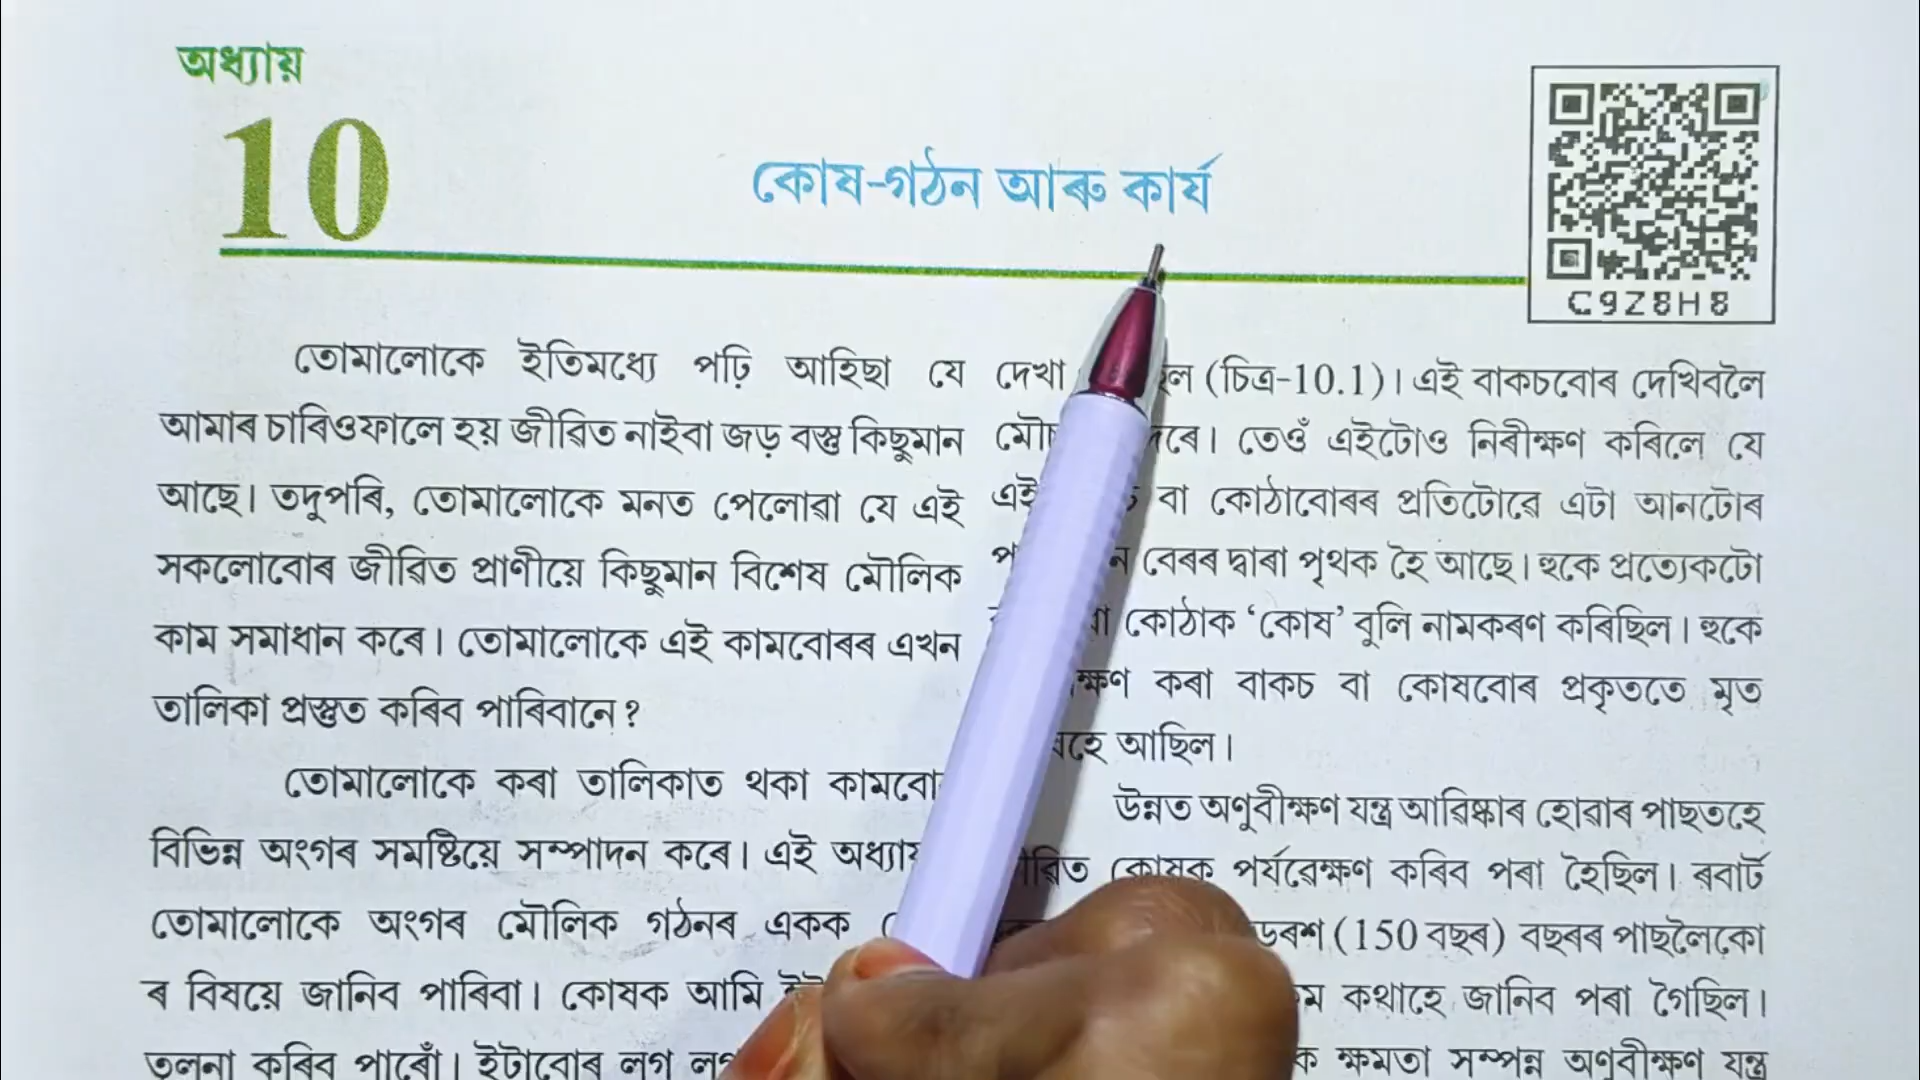 অধ্যায়
10
কোষ-গঠন আৰু কাৰ্য
C9Z8H8
তোমালোকে ইতিমধ্যে পঢ়ি আহিছা যে
আমাৰ চাৰিওফালে হয় জীৱিত নাইবা জড় বস্তু কিছুমান
আছে। তদুপৰি, তোমালোকে মনত পেলোৱা যে এই
সকলোবোৰ জীৱিত প্ৰাণীয়ে কিছুমান বিশেষ মৌলিক
কাম সমাধান কৰে। তোমালোকে এই কামবোৰৰ এখন
তালিকা প্ৰস্তুত কৰিব পাৰিবানে?
তোমালোকে কৰা তালিকাত থকা
বিভিন্ন অংগৰ সমষ্টিয়ে সম্পাদন কৰে। এই
তোমালোকে অংগৰ মৌলিক গঠনৰ একক
ৰ বিষয়ে জানিব পাৰিবা। কোষক আমি
তুলনা কৰিব পাৰোঁ। ইটাবোৰ লগ
দেখা (চিত্ৰ-10.1)। এই বাকচবোৰ দেখিবলৈ
তেওঁ এইটোও নিৰীক্ষণ কৰিলে যে
এই বা কোঠাবোৰৰ প্ৰতিটোৱে এটা আনটোৰ
বেৰৰ দ্বাৰা পৃথক হৈ আছে। হুকে প্ৰত্যেকটো
কোঠাক ‘কোষ’ বুলি নামকৰণ কৰিছিল। হুকে
কৰা বাকচ বা কোষবোৰ প্ৰকৃততে মৃত
আছিল।
উন্নত অণুবীক্ষণ যন্ত্ৰ আৱিষ্কাৰ হোৱাৰ পাছতহে
কোষক পৰ্যৱেক্ষণ কৰিব পৰা হৈছিল। ৰবাৰ্ট
(150 বছৰ) বছৰৰ পাছলৈকো
কথাহে জানিব পৰা গৈছিল।
ক্ষমতা সম্পন্ন অণুবীক্ষণ যন্ত্ৰ